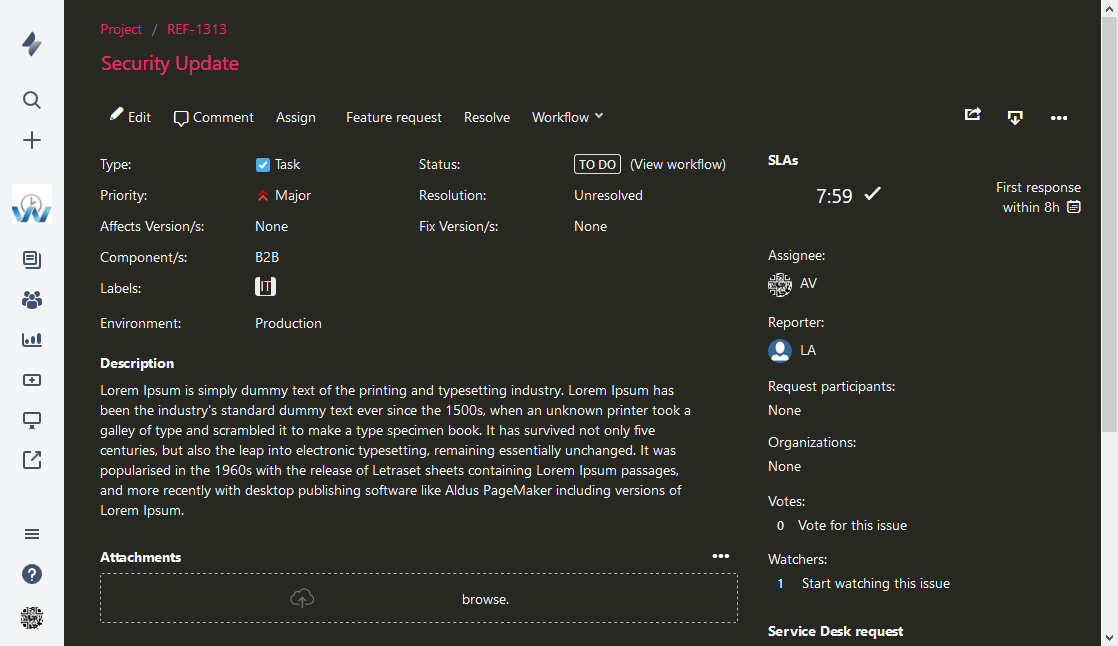 Project / REF-1313
Security Update
Edit Comment Assign Feature request Resolve Workflow
Type: Task Status: TO DO (View workflow)
Priority: Major Resolution: Unresolved
Affects Version/s: None Fix Version/s: None
Component/s: B2B
Labels: IT
Environment: Production
Description
Lorem Ipsum is simply dummy text of the printing and typesetting industry. Lorem Ipsum has
been the industry's standard dummy text ever since the 1500s, when an unknown printer took a
galley of type and scrambled it to make a type specimen book. It has survived not only five
centuries, but also the leap into electronic typesetting, remaining essentially unchanged. It was
popularised in the 1960s with the release of Letraset sheets containing Lorem Ipsum passages,
and more recently with desktop publishing software like Aldus PageMaker including versions of
Lorem Ipsum.
Attachments
browse.
SLAs
7:59 First response
within 8h
Assignee:
AV
Reporter:
LA
Request participants:
None
Organizations:
None
Votes:
0 Vote for this issue
Watchers:
1 Start watching this issue
Service Desk request